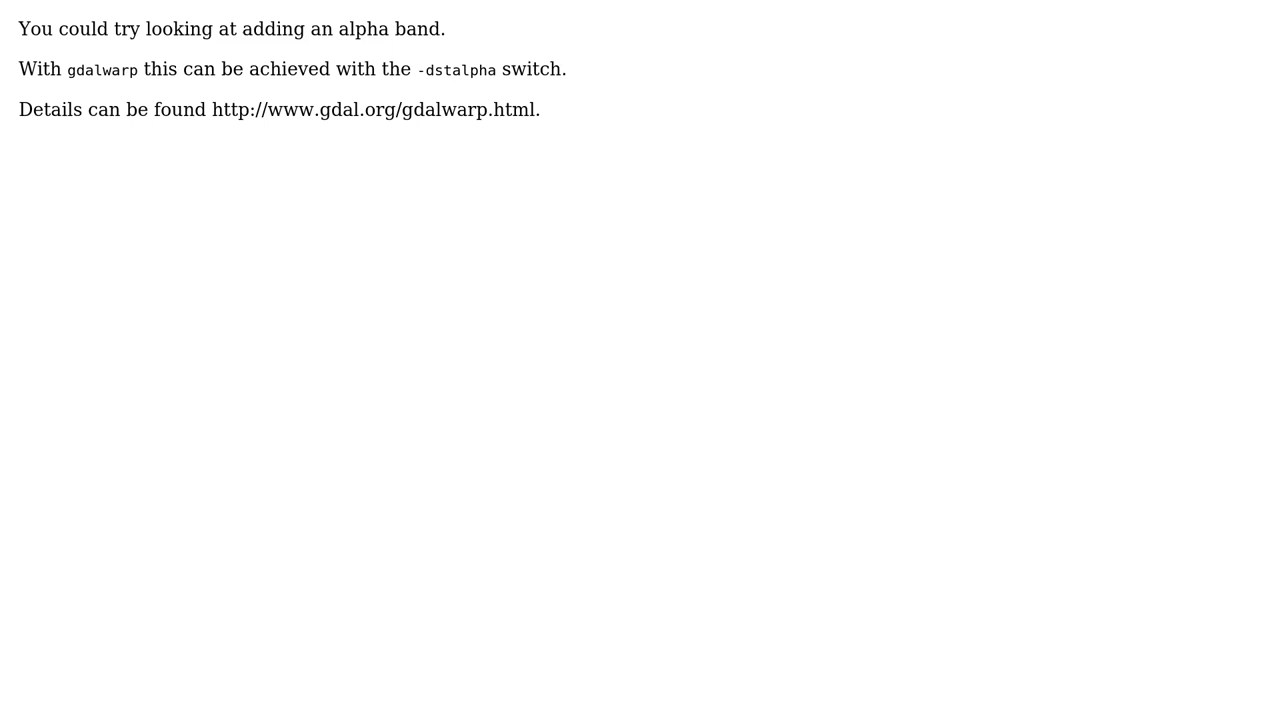 You could try looking at adding an alpha band.
With gdalwarp this can be achieved with the -dstalpha switch.
Details can be found http://www.gdal.org/gdalwarp.html.